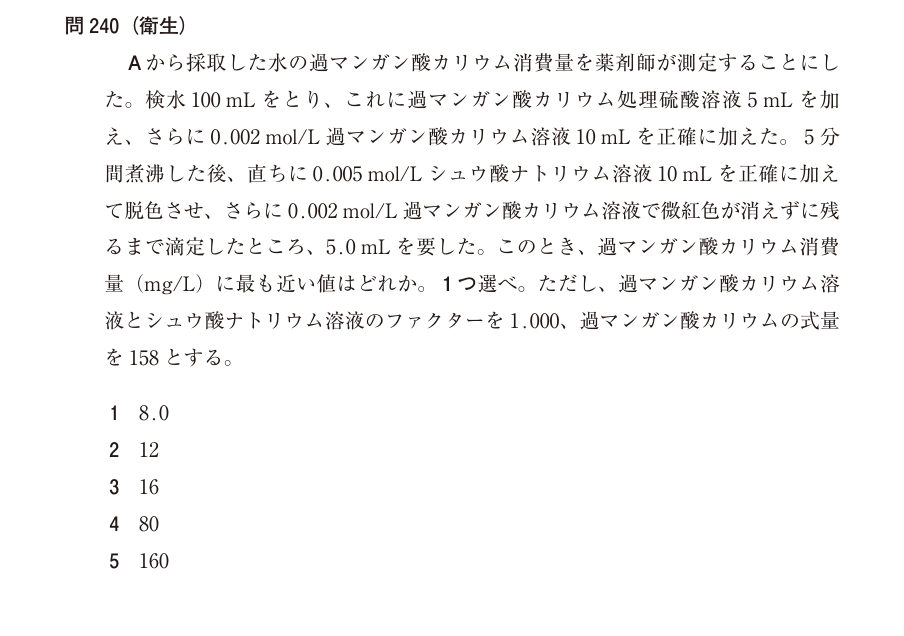 問 240（衛生）
Aから採取した水の過マンガン酸カリウム消費量を薬剤師が測定することにし
た。検水 100 mL をとり、これに過マンガン酸カリウム処理硫酸溶液 5 mL を加
え、さらに 0.002 mol/L 過マンガン酸カリウム溶液 10 mL を正確に加えた。 5 分
間煮沸した後、直ちに 0.005 mol/L シュウ酸ナトリウム溶液 10 mL を正確に加え
て脱色させ、さらに 0.002 mol/L 過マンガン酸カリウム溶液で微紅色が消えずに残
るまで滴定したところ、5.0 mL を要した。このとき、過マンガン酸カリウム消費
量（mg/L）に最も近い値はどれか。 1つ選べ。ただし、過マンガン酸カリウム溶
液とシュウ酸ナトリウム溶液のファクターを 1.000、過マンガン酸カリウムの式量
を 158 とする。
1 8.0
2 12
3 16
4 80
5 160